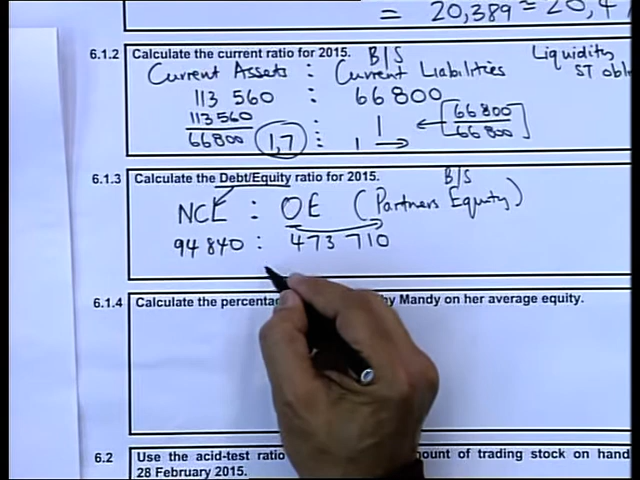 = 20,389 ≈ 20,4
6.1.2 Calculate the current ratio for 2015. B/S Liquidity
Current Assets : Current Liabilities ST obl
113 560 : 66 800
113 560 / 66800 1,7 : 1 1 → ← [66 800 / 66 800]
6.1.3 Calculate the Debt/Equity ratio for 2015. B/S
NCL : OE (Partners Equity)
94 840 : 473 710
6.1.4 Calculate the percenta by Mandy on her average equity.
6.2 Use the acid-test ratio ount of trading stock on hand
28 February 2015.